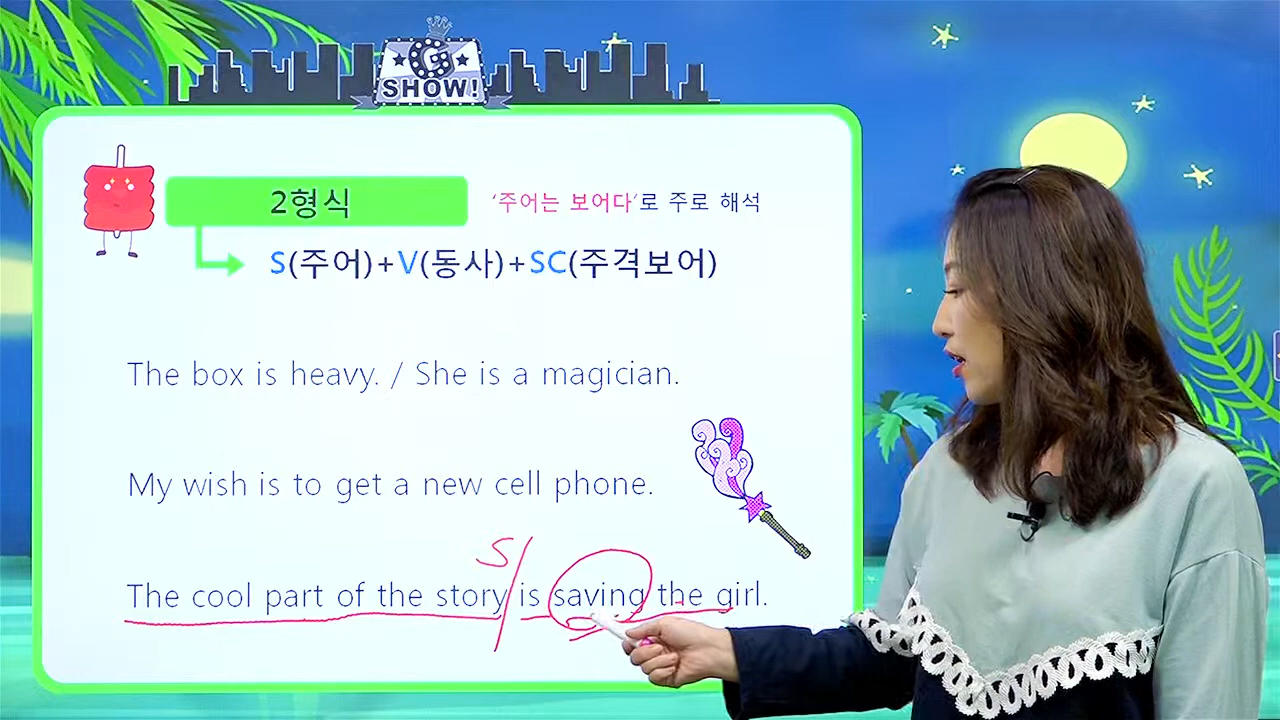 G
SHOW!
2형식 '주어는 보어다'로 주로 해석
S(주어)+V(동사)+SC(주격보어)
The box is heavy. / She is a magician.
My wish is to get a new cell phone.
S
The cool part of the story / is saving the girl.